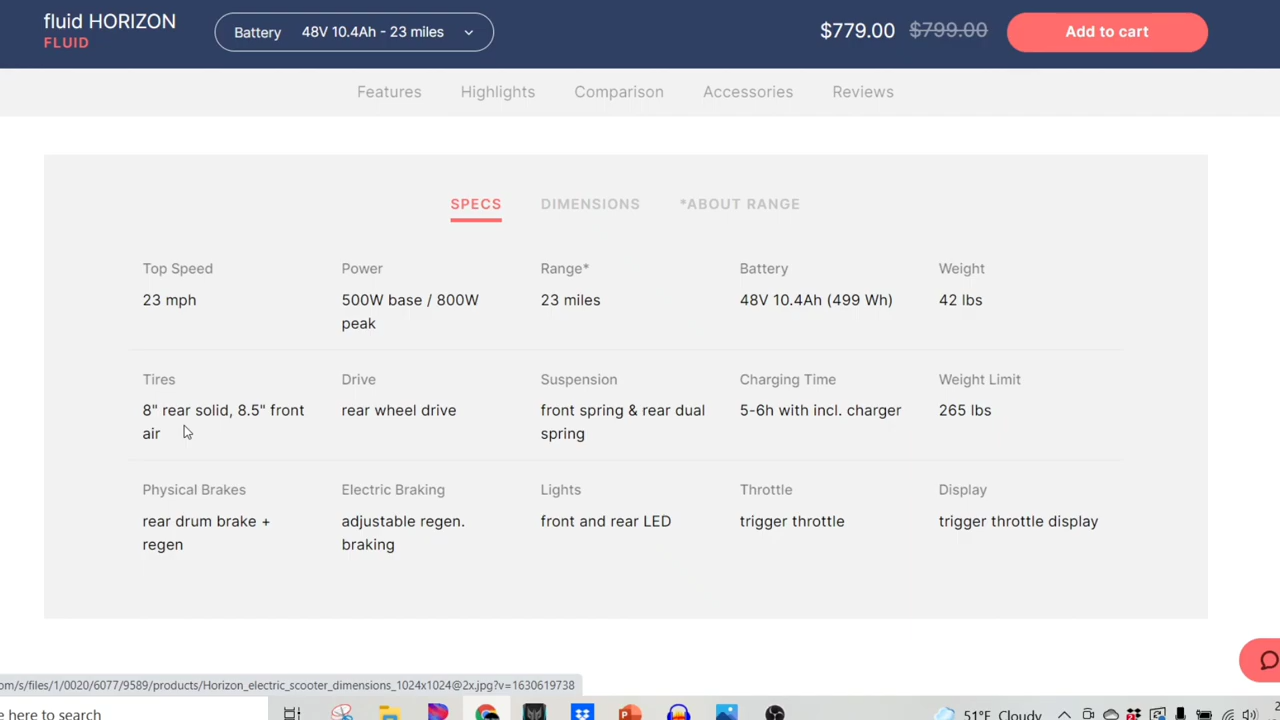 fluid HORIZON
FLUID
Battery 48V 10.4Ah - 23 miles
$779.00 $799.00 Add to cart
Features Highlights Comparison Accessories Reviews
SPECS DIMENSIONS *ABOUT RANGE
Top Speed Power Range* Battery Weight
23 mph 500W base / 800W 23 miles 48V 10.4Ah (499 Wh) 42 lbs
peak
Tires Drive Suspension Charging Time Weight Limit
8" rear solid, 8.5" front rear wheel drive front spring & rear dual 5-6h with incl. charger 265 lbs
air spring
Physical Brakes Electric Braking Lights Throttle Display
rear drum brake + adjustable regen. front and rear LED trigger throttle trigger throttle display
regen braking
om/s/files/1/0020/6077/9589/products/Horizon_electric_scooter_dimensions_1024x1024@2x.jpg?v=1630619738
e here to search 51°F Cloudy